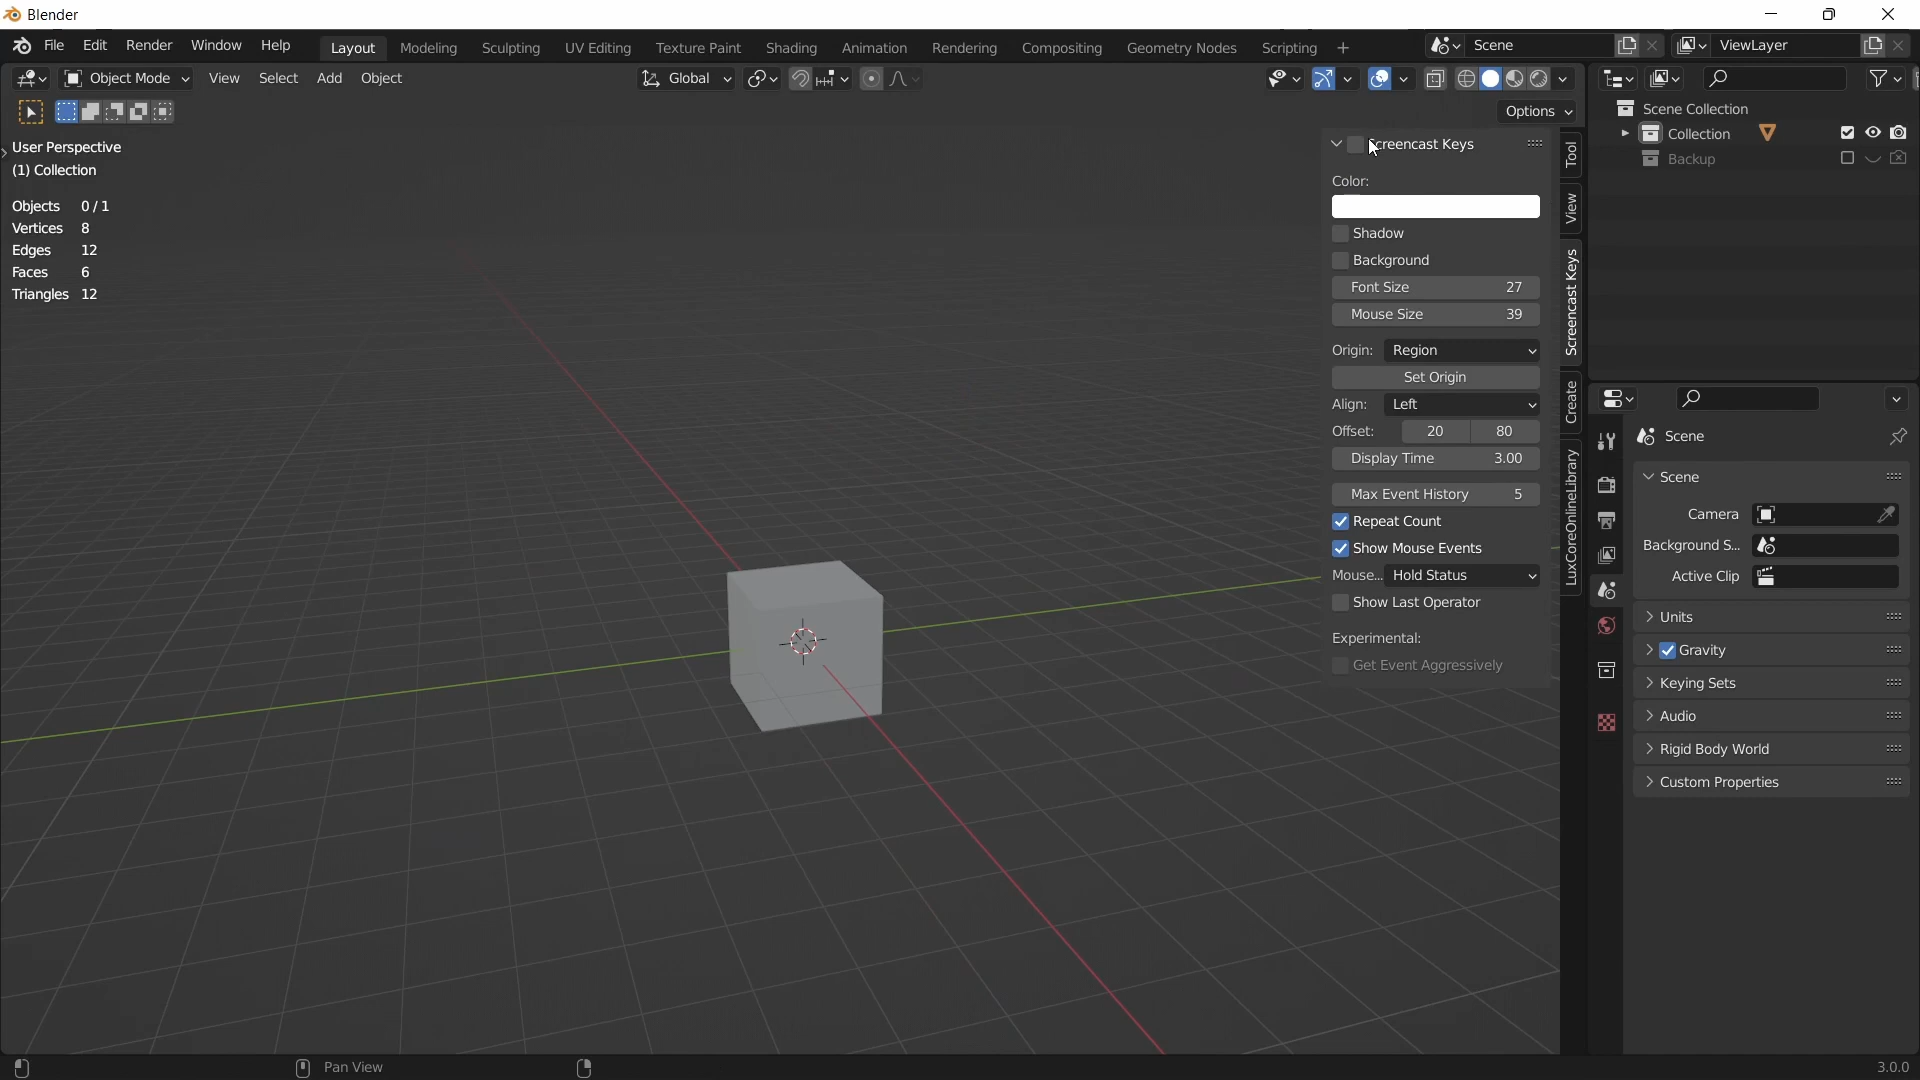 Blender
File Edit Render Window Help Layout Modeling Sculpting UV Editing Texture Paint Shading Animation Rendering Compositing Geometry Nodes Scripting + Scene ViewLayer
Object Mode View Select Add Object Global
Options
User Perspective
(1) Collection
Objects 0/1
Vertices 8
Edges 12
Faces 6
Triangles 12
Screencast Keys
Color:
Shadow
Background
Font Size 27
Mouse Size 39
Origin: Region
Set Origin
Align: Left
Offset: 20 80
Display Time 3.00
Max Event History 5
Repeat Count
Show Mouse Events
Mouse... Hold Status
Show Last Operator
Experimental:
Get Event Aggressively
Tool
View
Screencast Keys
Create
LuxCoreOnlineLibrary
Scene Collection
Collection
Backup
Scene
Scene
Camera
Background S...
Active Clip
Units
Gravity
Keying Sets
Audio
Rigid Body World
Custom Properties
Pan View
3.0.0